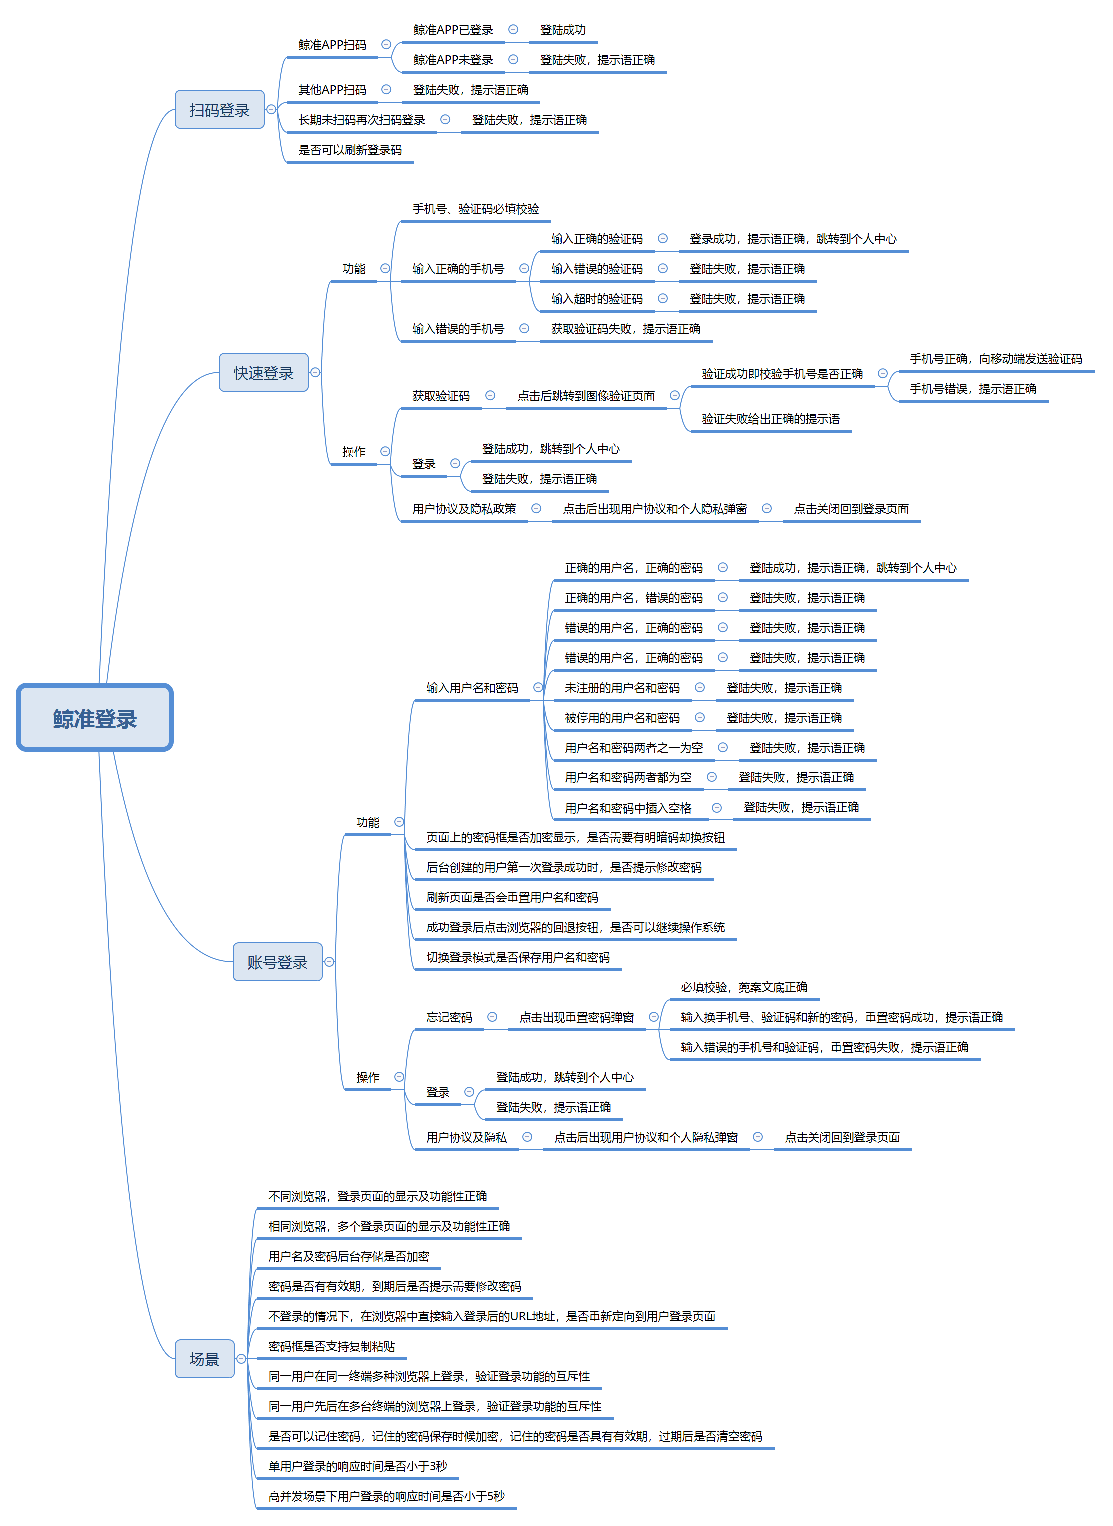 鲸准登录
扫码登录
鲸准APP扫码
鲸准APP已登录
登陆成功
鲸准APP未登录
登陆失败，提示语正确
其他APP扫码
登陆失败，提示语正确
长期未扫码再次扫码登录
登陆失败，提示语正确
是否可以刷新登录码
快速登录
功能
手机号、验证码必填校验
输入正确的手机号
输入正确的验证码
登录成功，提示语正确，跳转到个人中心
输入错误的验证码
登陆失败，提示语正确
输入超时的验证码
登陆失败，提示语正确
输入错误的手机号
获取验证码失败，提示语正确
操作
获取验证码
点击后跳转到图像验证页面
验证成功即校验手机号是否正确
手机号正确，向移动端发送验证码
手机号错误，提示语正确
验证失败给出正确的提示语
登录
登陆成功，跳转到个人中心
登陆失败，提示语正确
用户协议及隐私政策
点击后出现用户协议和个人隐私弹窗
点击关闭回到登录页面
账号登录
功能
输入用户名和密码
正确的用户名，正确的密码
登陆成功，提示语正确，跳转到个人中心
正确的用户名，错误的密码
登陆失败，提示语正确
错误的用户名，正确的密码
登陆失败，提示语正确
错误的用户名，正确的密码
登陆失败，提示语正确
未注册的用户名和密码
登陆失败，提示语正确
被停用的用户名和密码
登陆失败，提示语正确
用户名和密码两者之一为空
登陆失败，提示语正确
用户名和密码两者都为空
登陆失败，提示语正确
用户名和密码中插入空格
登陆失败，提示语正确
页面上的密码框是否加密显示，是否需要有明暗码却换按钮
后台创建的用户第一次登录成功时，是否提示修改密码
刷新页面是否会重置用户名和密码
成功登录后点击浏览器的回退按钮，是否可以继续操作系统
切换登录模式是否保存用户名和密码
操作
忘记密码
点击出现重置密码弹窗
必填校验，篼案文底正确
输入换手机号、验证码和新的密码，重置密码成功，提示语正确
输入错误的手机号和验证码，重置密码失败，提示语正确
登录
登陆成功，跳转到个人中心
登陆失败，提示语正确
用户协议及隐私
点击后出现用户协议和个人隐私弹窗
点击关闭回到登录页面
场景
不同浏览器，登录页面的显示及功能性正确
相同浏览器，多个登录页面的显示及功能性正确
用户名及密码后台存储是否加密
密码是否有有效期，到期后是否提示需要修改密码
不登录的情况下，在浏览器中直接输入登录后的URL地址，是否重新定向到用户登录页面
密码框是否支持复制粘贴
同一用户在同一终端多种浏览器上登录，验证登录功能的互斥性
同一用户先后在多台终端的浏览器上登录，验证登录功能的互斥性
是否可以记住密码，记住的密码保存时候加密，记住的密码是否具有有效期，过期后是否清空密码
单用户登录的响应时间是否小于3秒
高并发场景下用户登录的响应时间是否小于5秒